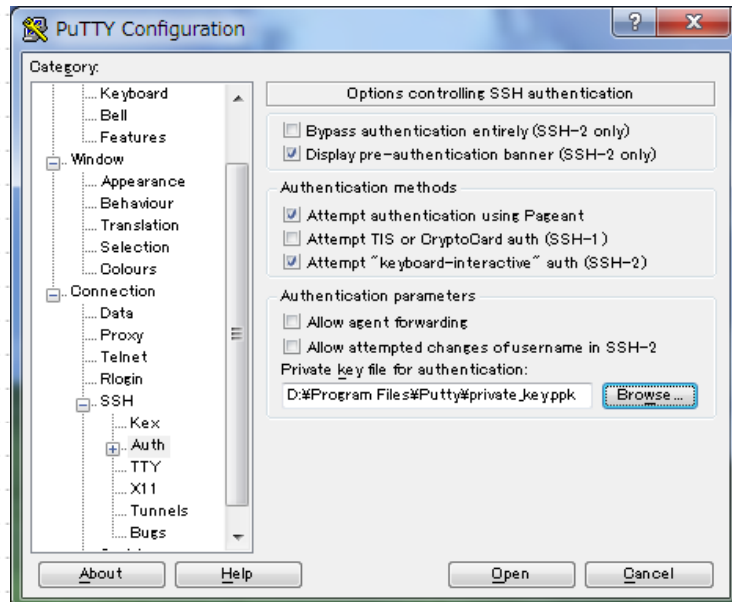 PuTTY Configuration
?
X
Category:
Keyboard
Bell
Features
Window
Appearance
Behaviour
Translation
Selection
Colours
Connection
Data
Proxy
Telnet
Rlogin
SSH
Kex
Auth
TTY
X11
Tunnels
Bugs
Options controlling SSH authentication
Bypass authentication entirely (SSH-2 only)
Display pre-authentication banner (SSH-2 only)
Authentication methods
Attempt authentication using Pageant
Attempt TIS or CryptoCard auth (SSH-1)
Attempt "keyboard-interactive" auth (SSH-2)
Authentication parameters
Allow agent forwarding
Allow attempted changes of username in SSH-2
Private key file for authentication:
D:¥Program Files¥Putty¥private_key.ppk
Browse...
About
Help
Open
Cancel